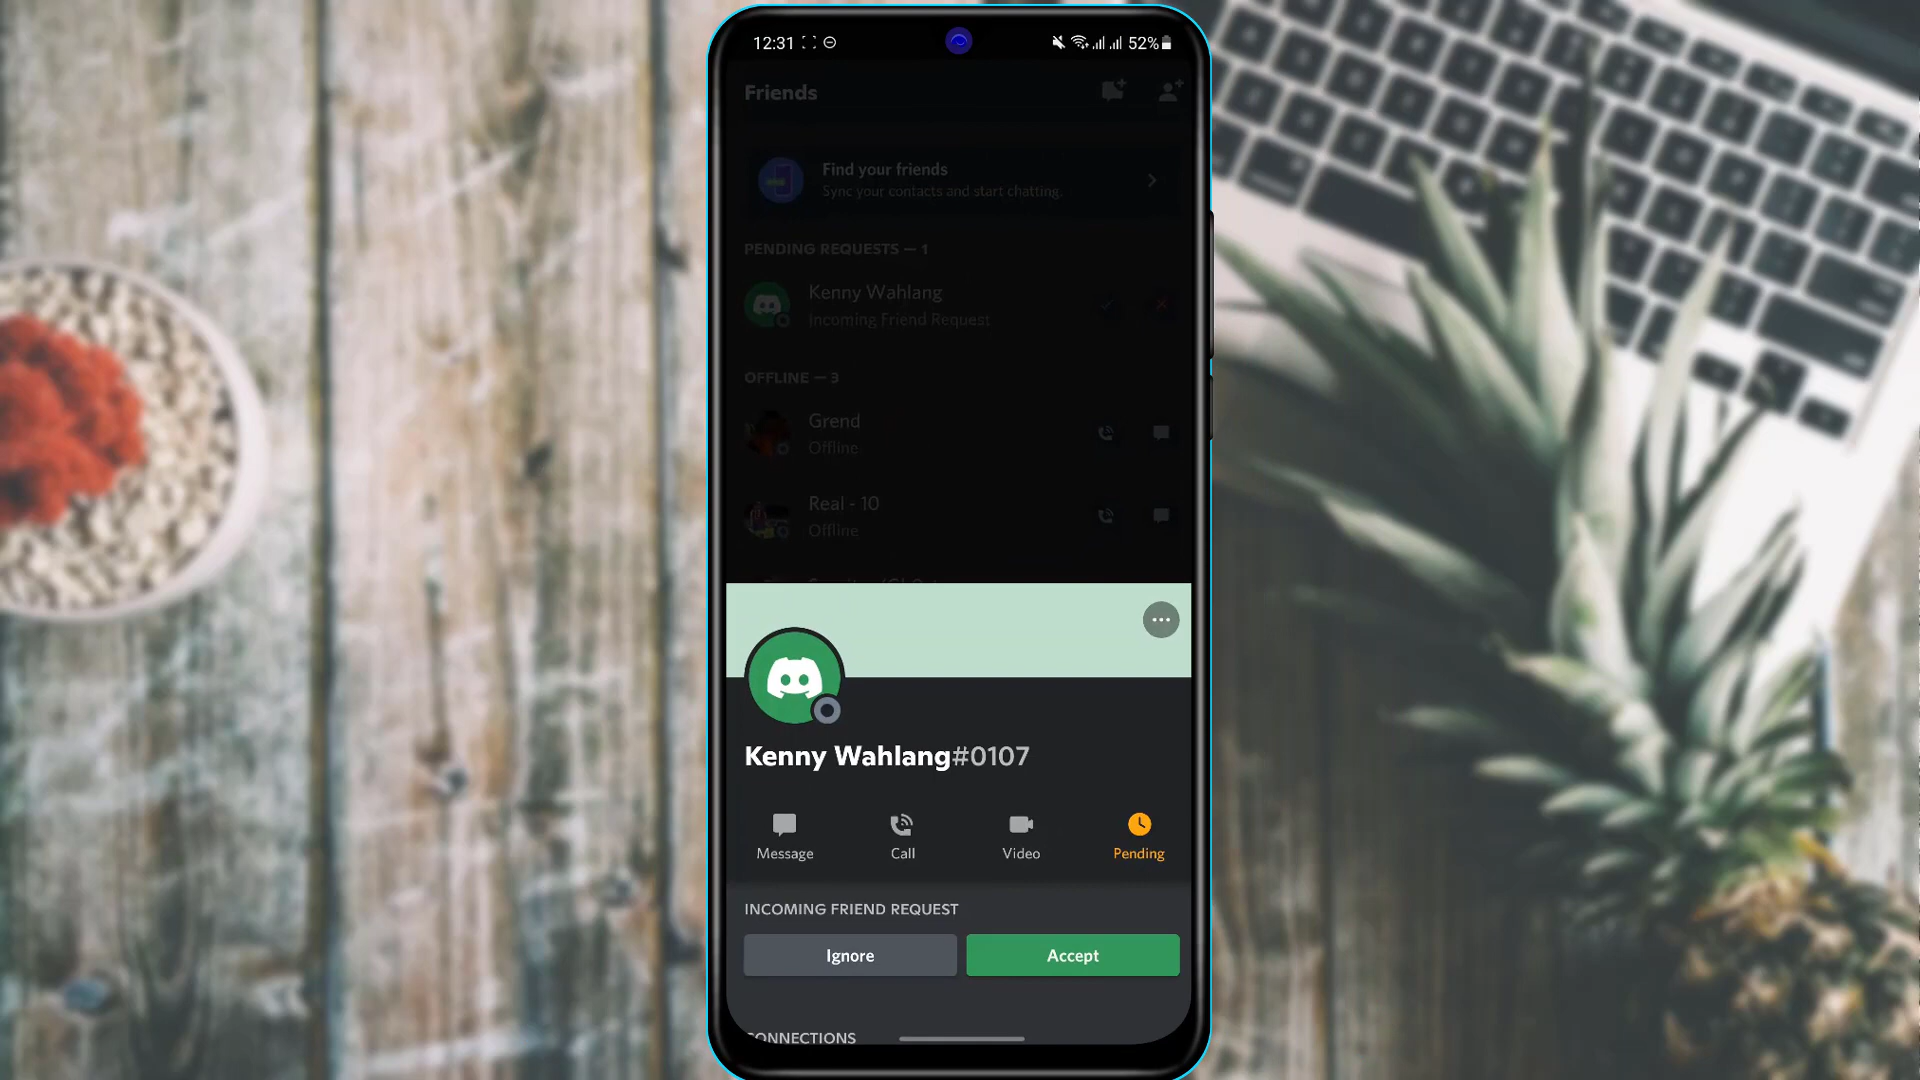 12:31
52%
Friends
Find your friends
Sync your contacts and start chatting.
PENDING REQUESTS — 1
Kenny Wahlang
Incoming Friend Request
OFFLINE — 3
Grend
Offline
Real - 10
Offline
Kenny Wahlang#0107
Message
Call
Video
Pending
INCOMING FRIEND REQUEST
Ignore
Accept
CONNECTIONS